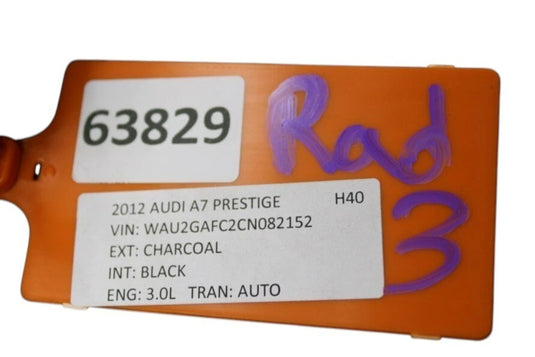 63829
Rad
3
2012 AUDI A7 PRESTIGE H40
VIN: WAU2GAFC2CN082152
EXT: CHARCOAL
INT: BLACK
ENG: 3.0L TRAN: AUTO